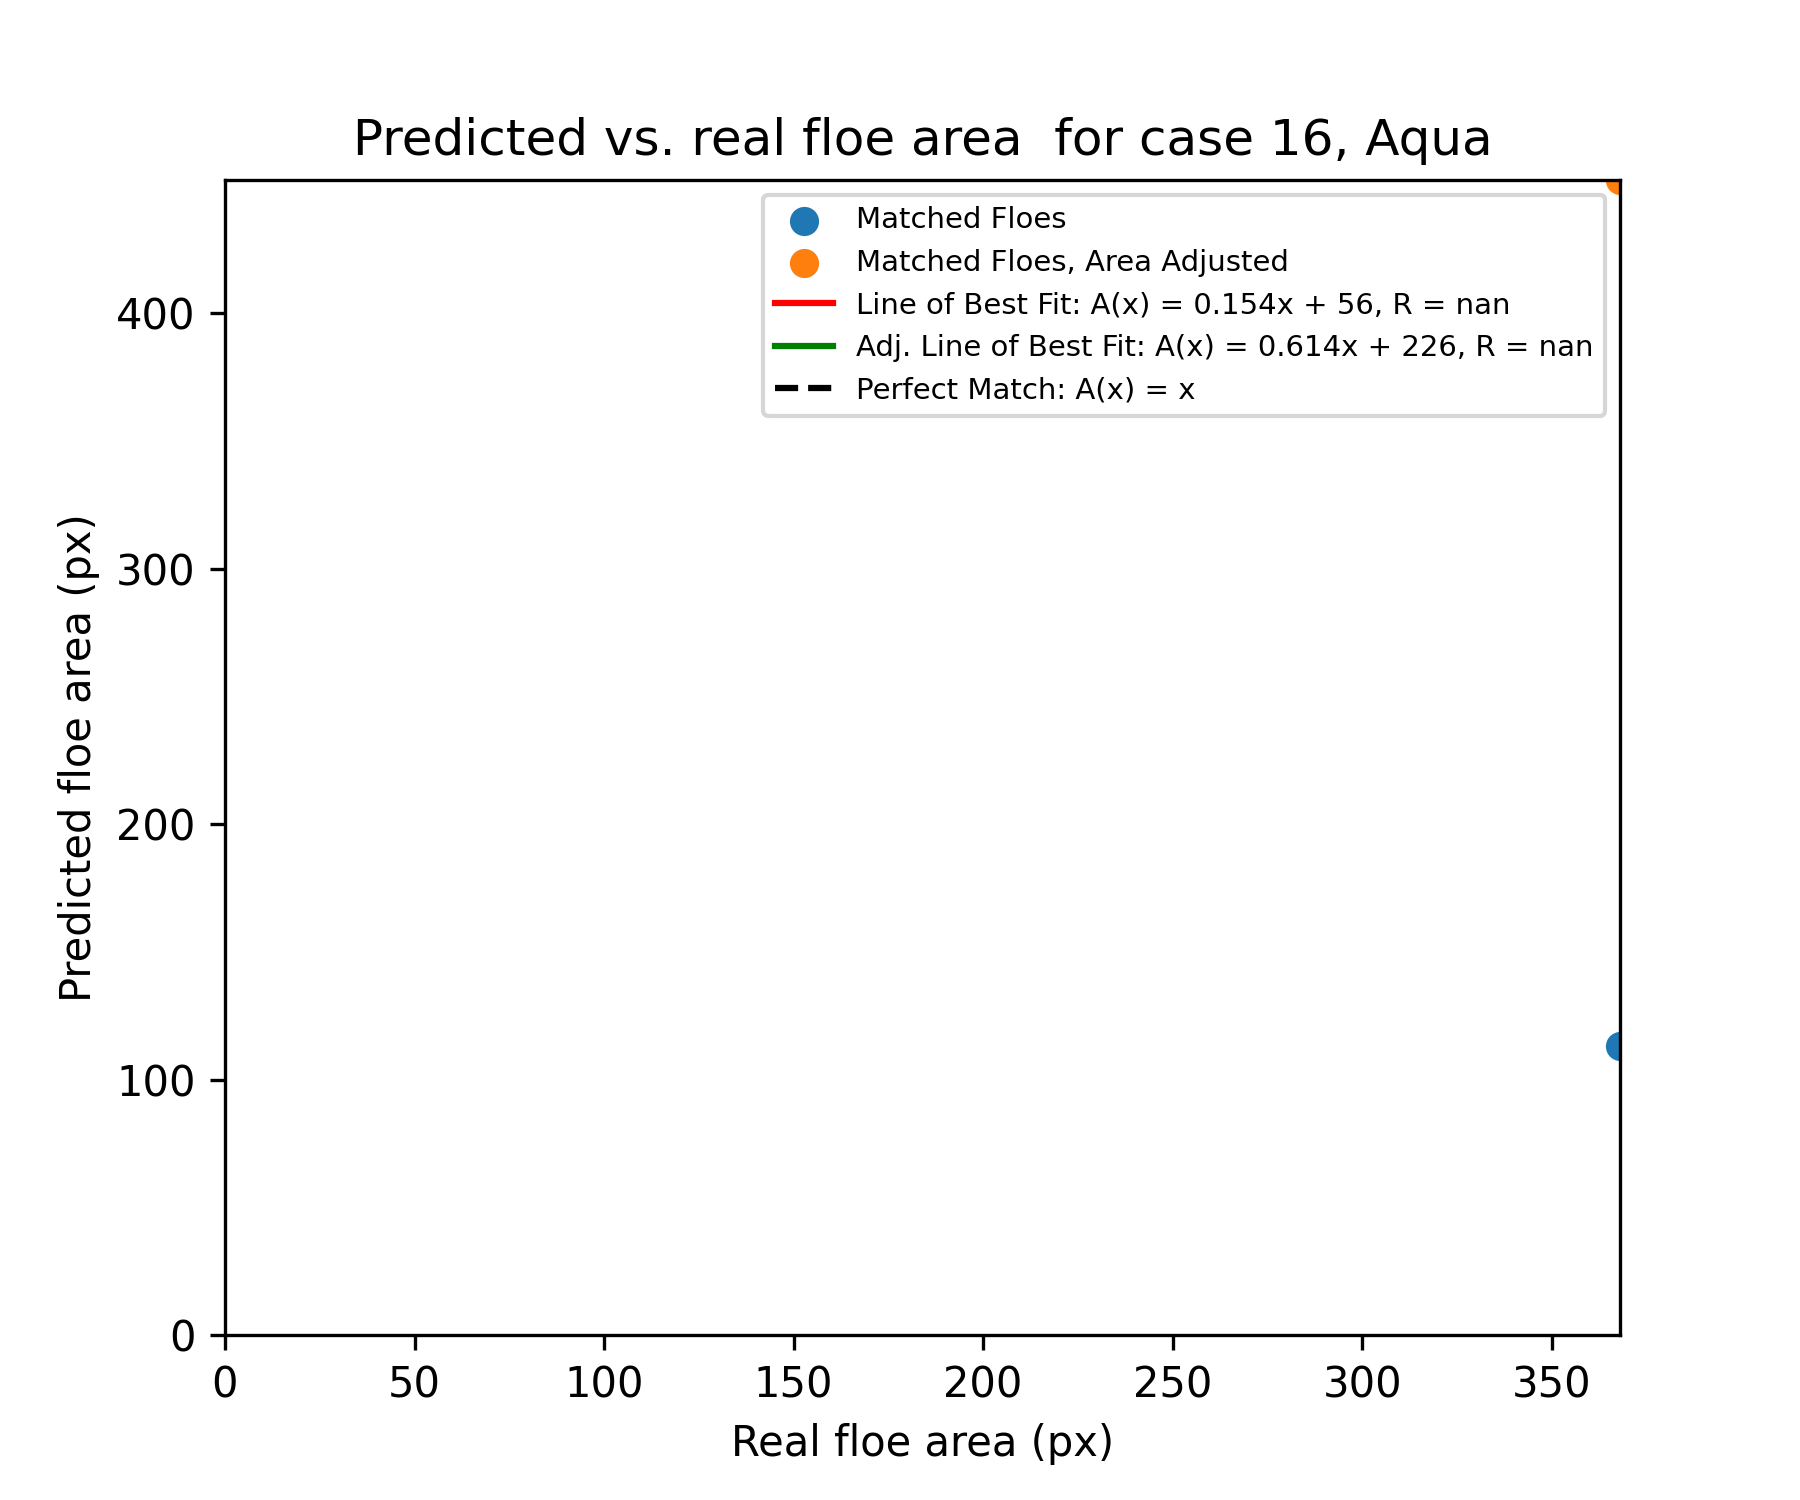 Predicted vs. real floe area  for case 16, Aqua
Matched Floes
Matched Floes, Area Adjusted
Line of Best Fit: A(x) = 0.154x + 56, R = nan
Adj. Line of Best Fit: A(x) = 0.614x + 226, R = nan
Perfect Match: A(x) = x
Predicted floe area (px)
400
300
200
100
0
0 50 100 150 200 250 300 350
Real floe area (px)